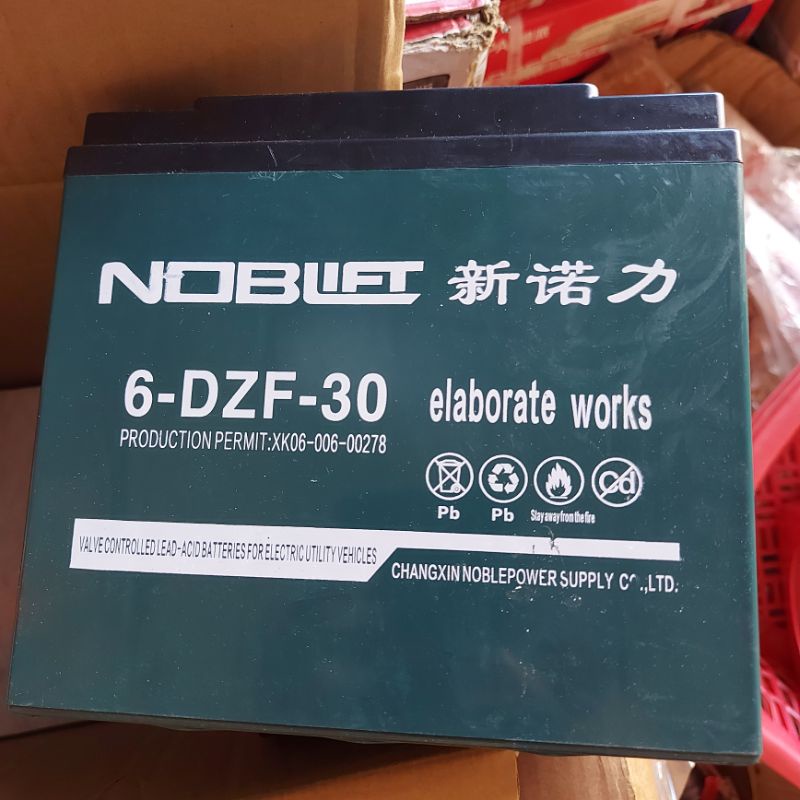 NOBLIFT 新诺力
6-DZF-30 elaborate works
PRODUCTION PERMIT:XK06-006-00278
Pb Pb Stay away from the fire Cd
VALVE CONTROLLED LEAD-ACID BATTERIES FOR ELECTRIC UTILITY VEHICLES
CHANGXIN NOBLEPOWER SUPPLY CO.,LTD.